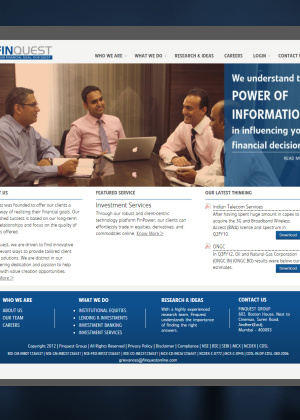 FINQUEST
WHO WE ARE WHAT WE DO RESEARCH & IDEAS CAREERS LOGIN CONTACT
We understand
POWER OF
INFORMATIO
in influencing yo
financial decision
READ M
T US
was founded to offer our clients a
way of realizing their financial goals. Our
success is based on our long-term
relationships and focus on the quality of
offered.
quest, we are driven to find innovative
relevant ways to provide tailored client
solutions. We are distinct in our
dedication and passion to help
with value creation opportunities.
FEATURED SERVICE
Investment Services
Through our robust and client-centric
technology platform FinPower, our clients can
effortlessly trade in equities, derivatives, and
commodities online. Know More >
OUR LATEST THINKING
Indian Telecom Services
After having spent huge amount in capex to
acquire the 3G and Broadband Wireless
Access (BWA) license and spectrum in
Q3FY10.
Download
ONGC
In Q3FY12, Oil and Natural Gas Corporation
(ONGC IN) (ONGC BO) results were below our
estimates.
Download
WHO WE ARE
ABOUT US
OUR TEAM
CAREERS
WHAT WE DO
INSTITUTIONAL EQUITIES
LENDING & INVESTMENTS
INVESTMENT BANKING
INVESTMENT SERVICES
RESEARCH & IDEAS
With a highly experienced
research team, Finquest
understands the importance
of finding the right
answers.
CONTACT US
FINQUEST GROUP
602, Boston House, Next to
Cinemax, Suren Road,
Andheri(East),
Mumbai - 400093
Copyright 2012 | Finquest Group | All Rights Reserved | Privacy Policy | Disclaimer | Compliance | NSE | BSE | SEBI | MCX | NCDEX | CDSL
grievances@finquestonline.com